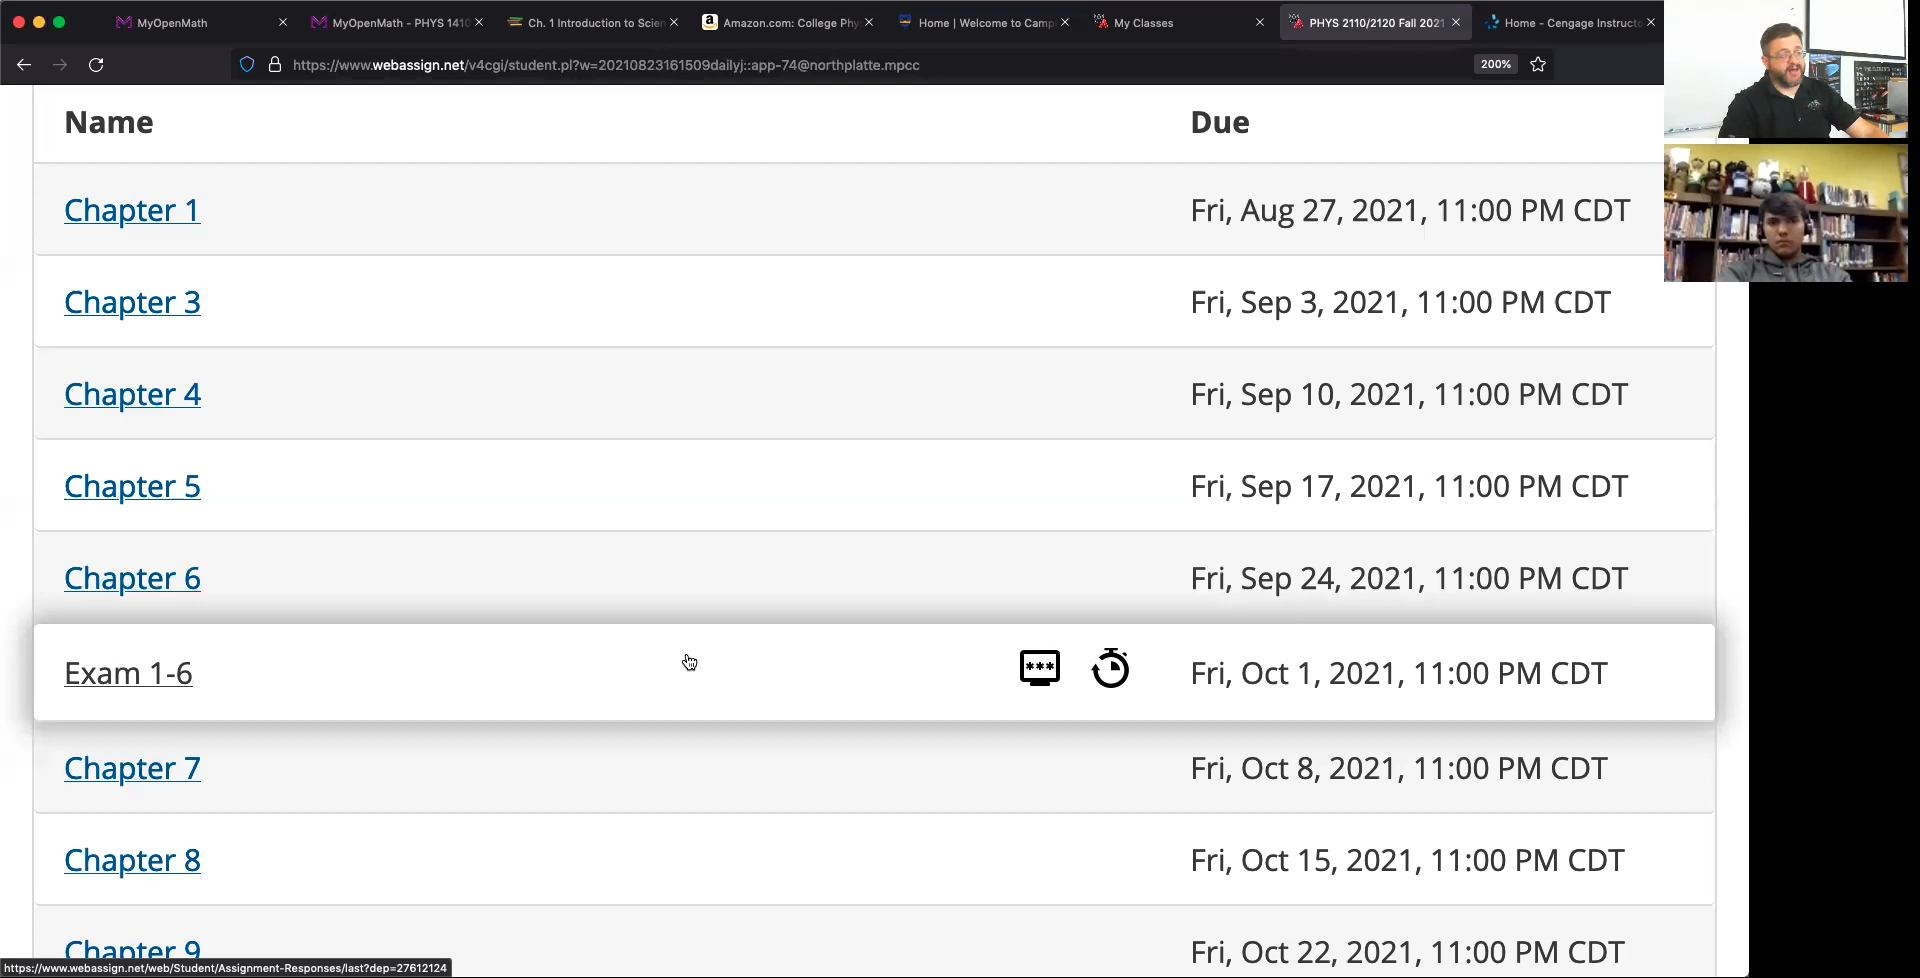 MyOpenMath
MyOpenMath - PHYS 1410
Ch. 1 Introduction to Scien
Amazon.com: College Phy
Home | Welcome to Camp
My Classes
PHYS 2110/2120 Fall 2021
Home - Cengage Instructo
https://www.webassign.net/v4cgi/student.pl?w=20210823161509dailyj::app-74@northplatte.mpcc
200%
Name Due
Chapter 1 Fri, Aug 27, 2021, 11:00 PM CDT
Chapter 3 Fri, Sep 3, 2021, 11:00 PM CDT
Chapter 4 Fri, Sep 10, 2021, 11:00 PM CDT
Chapter 5 Fri, Sep 17, 2021, 11:00 PM CDT
Chapter 6 Fri, Sep 24, 2021, 11:00 PM CDT
Exam 1-6 *** Fri, Oct 1, 2021, 11:00 PM CDT
Chapter 7 Fri, Oct 8, 2021, 11:00 PM CDT
Chapter 8 Fri, Oct 15, 2021, 11:00 PM CDT
Chapter 9 Fri, Oct 22, 2021, 11:00 PM CDT
https://www.webassign.net/web/Student/Assignment-Responses/last?dep=27612124